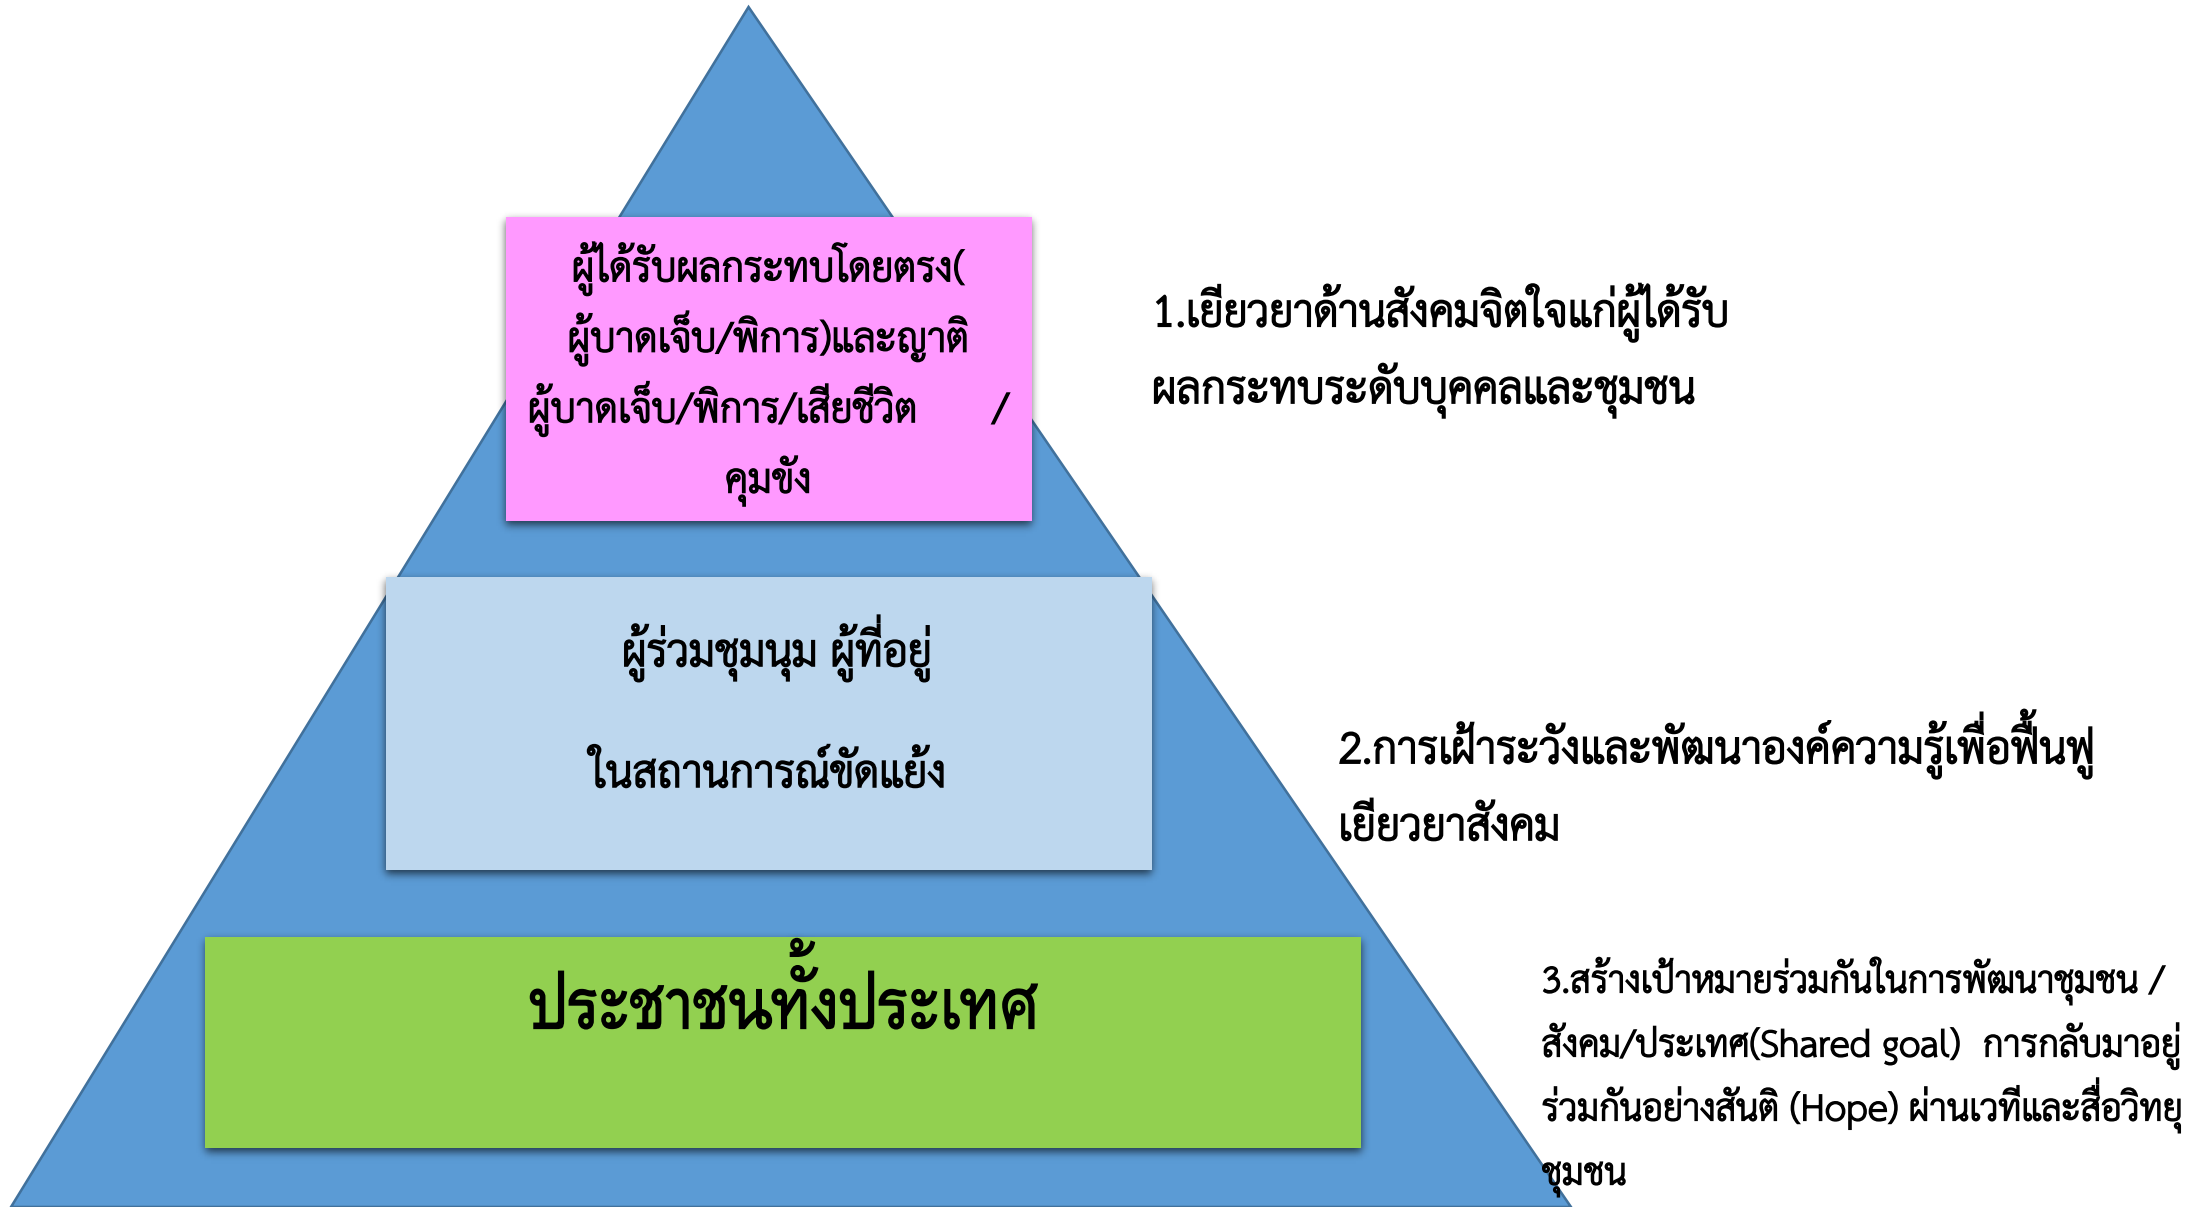 ผู้ได้รับผลกระทบโดยตรง(
ผู้บาดเจ็บ/พิการ)และญาติ
ผู้บาดเจ็บ/พิการ/เสียชีวิต /
คุมขัง
1.เยียวยาด้านสังคมจิตใจแก่ผู้ได้รับ
ผลกระทบระดับบุคคลและชุมชน
ผู้ร่วมชุมนุม ผู้ที่อยู่
ในสถานการณ์ขัดแย้ง
2.การเฝ้าระวังและพัฒนาองค์ความรู้เพื่อฟื้นฟู
เยียวยาสังคม
ประชาชนทั้งประเทศ
3.สร้างเป้าหมายร่วมกันในการพัฒนาชุมชน /
สังคม/ประเทศ(Shared goal) การกลับมาอยู่
ร่วมกันอย่างสันติ (Hope) ผ่านเวทีและสื่อวิทยุ
ชุมชน